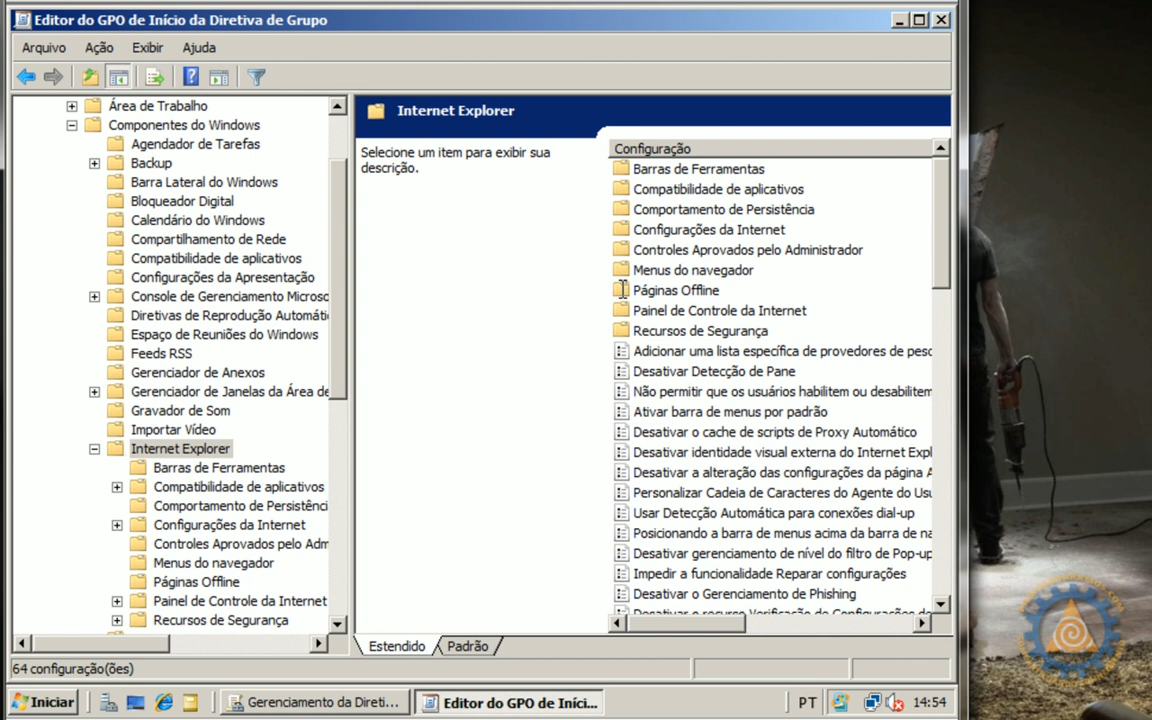 Editor do GPO de Início da Diretiva de Grupo
Arquivo Ação Exibir Ajuda
Área de Trabalho
Componentes do Windows
Agendador de Tarefas
Backup
Barra Lateral do Windows
Bloqueador Digital
Calendário do Windows
Compartilhamento de Rede
Compatibilidade de aplicativos
Configurações da Apresentação
Console de Gerenciamento Microsc
Diretivas de Reprodução Automáti
Espaço de Reuniões do Windows
Feeds RSS
Gerenciador de Anexos
Gerenciador de Janelas da Área de
Gravador de Som
Importar Vídeo
Internet Explorer
Barras de Ferramentas
Compatibilidade de aplicativos
Comportamento de Persistênci
Configurações da Internet
Controles Aprovados pelo Adm
Menus do navegador
Páginas Offline
Painel de Controle da Internet
Recursos de Segurança
Internet Explorer
Selecione um item para exibir sua
descrição.
Configuração
Barras de Ferramentas
Compatibilidade de aplicativos
Comportamento de Persistência
Configurações da Internet
Controles Aprovados pelo Administrador
Menus do navegador
Páginas Offline
Painel de Controle da Internet
Recursos de Segurança
Adicionar uma lista específica de provedores de pesc
Desativar Detecção de Pane
Não permitir que os usuários habilitem ou desabilitem
Ativar barra de menus por padrão
Desativar o cache de scripts de Proxy Automático
Desativar identidade visual externa do Internet Expl
Desativar a alteração das configurações da página A
Personalizar Cadeia de Caracteres do Agente do Usu
Usar Detecção Automática para conexões dial-up
Posicionando a barra de menus acima da barra de na
Desativar gerenciamento de nível do filtro de Pop-up
Impedir a funcionalidade Reparar configurações
Desativar o Gerenciamento de Phishing
Desativar o recurso Verificação de Configurações de
Estendido Padrão
64 configuração(ões)
Iniciar Gerenciamento da Direti... Editor do GPO de Iníci... PT 14:54